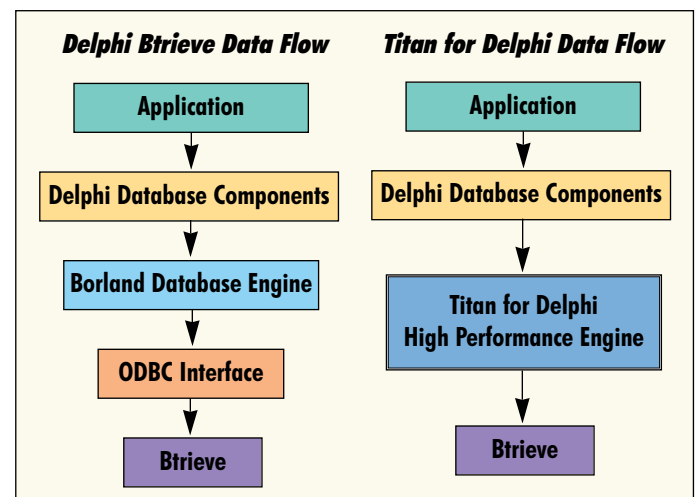 Delphi Btrieve Data Flow
Application
Delphi Database Components
Borland Database Engine
ODBC Interface
Btrieve
Titan for Delphi Data Flow
Application
Delphi Database Components
Titan for Delphi
High Performance Engine
Btrieve